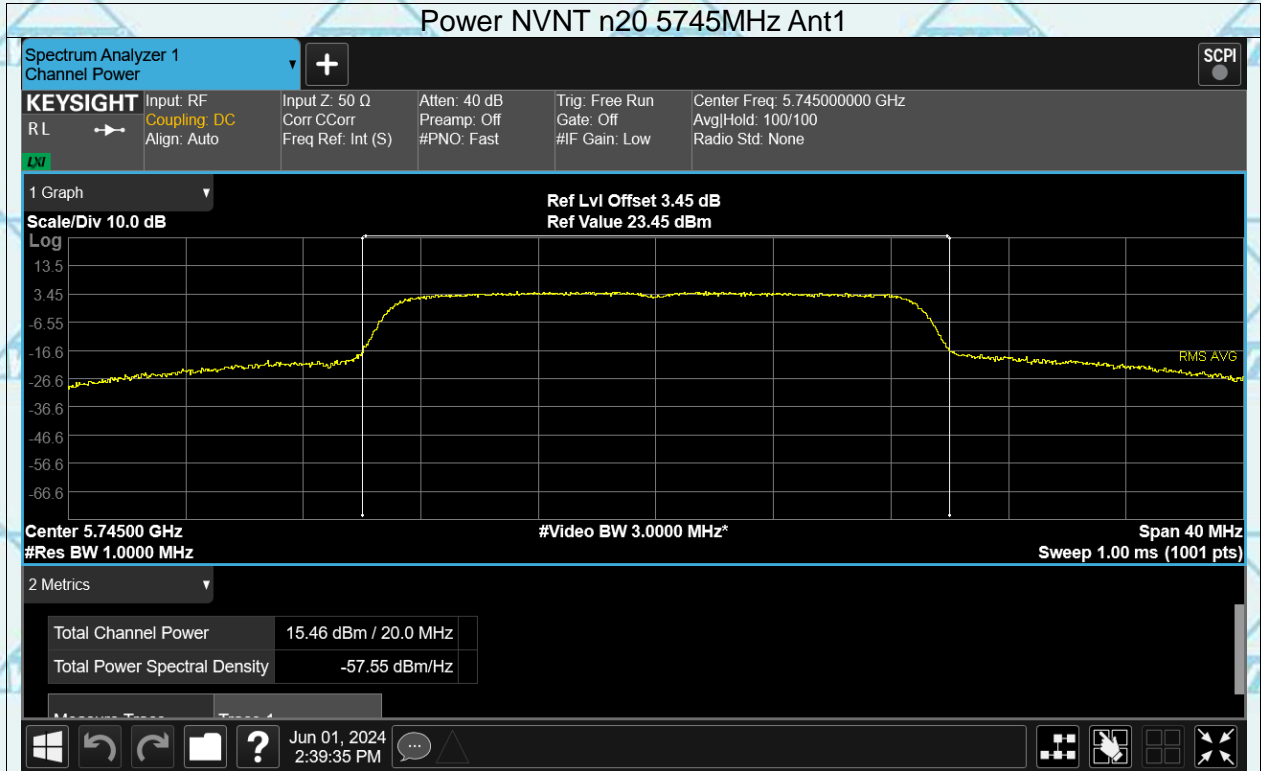 Power NVNT n20 5745MHz Ant1
Spectrum Analyzer 1
Channel Power
SCPI
KEYSIGHT
RL
LXI
Input: RF
Coupling: DC
Align: Auto
Input Z: 50 Ω
Corr CCorr
Freq Ref: Int (S)
Atten: 40 dB
Preamp: Off
#PNO: Fast
Trig: Free Run
Gate: Off
#IF Gain: Low
Center Freq: 5.745000000 GHz
Avg|Hold: 100/100
Radio Std: None
1 Graph
Scale/Div 10.0 dB
Ref Lvl Offset 3.45 dB
Ref Value 23.45 dBm
Log
13.5
3.45
-6.55
-16.6
-26.6
-36.6
-46.6
-56.6
-66.6
RMS AVG
Center 5.74500 GHz
#Video BW 3.0000 MHz*
Span 40 MHz
#Res BW 1.0000 MHz
Sweep 1.00 ms (1001 pts)
2 Metrics
Total Channel Power 15.46 dBm / 20.0 MHz
Total Power Spectral Density -57.55 dBm/Hz
Measure Trace Trace 1
?
Jun 01, 2024
2:39:35 PM